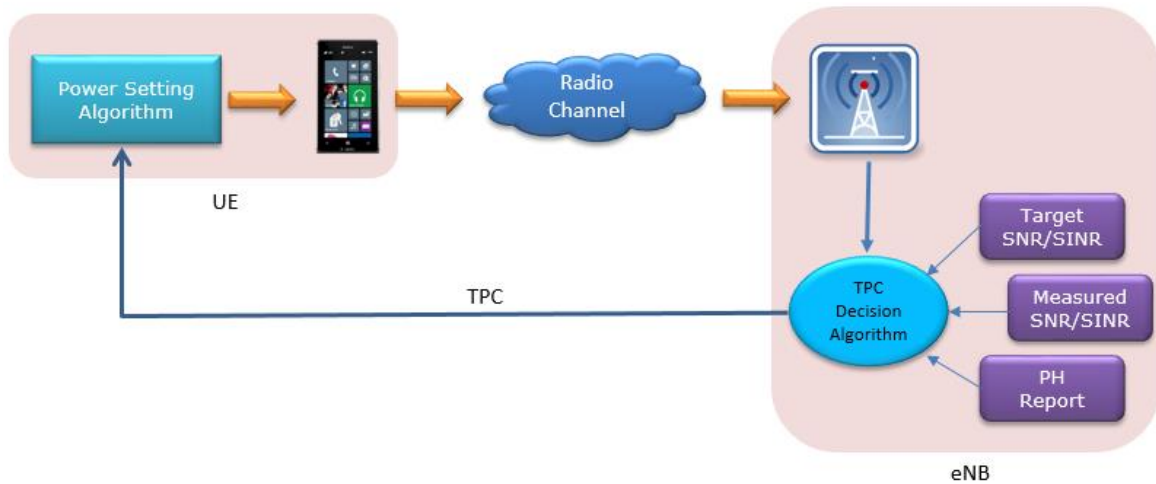 Power Setting
Algorithm
Radio
Channel
UE
Target
SNR/SINR
TPC
TPC
Decision
Algorithm
Measured
SNR/SINR
PH
Report
eNB